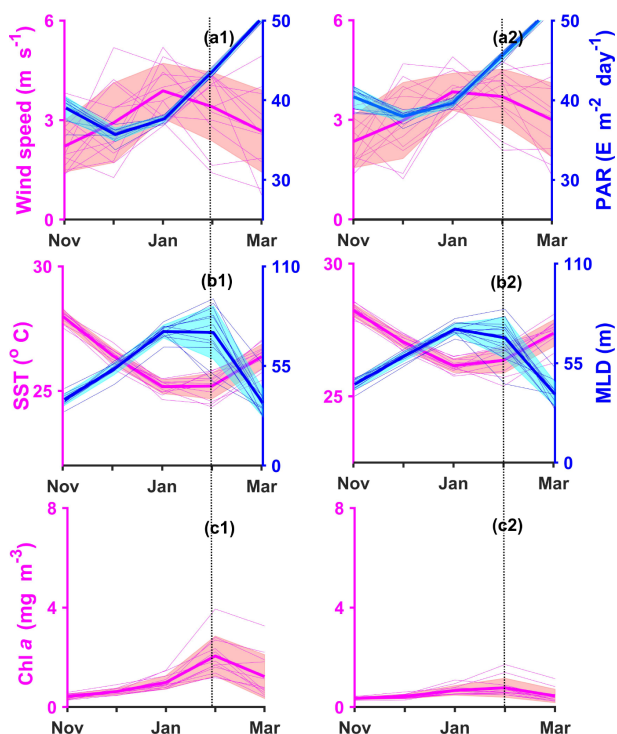 6
3
0
Wind speed (m s-1)
(a1)
50
40
30
Nov
Jan
Mar
6
3
0
(a2)
50
40
30
PAR (E m-2 day-1)
Nov
Jan
Mar
30
25
SST (o C)
(b1)
110
55
0
Nov
Jan
Mar
30
25
(b2)
110
55
0
MLD (m)
Nov
Jan
Mar
8
4
0
Chl a (mg m-3)
(c1)
Nov
Jan
Mar
8
4
0
(c2)
Nov
Jan
Mar